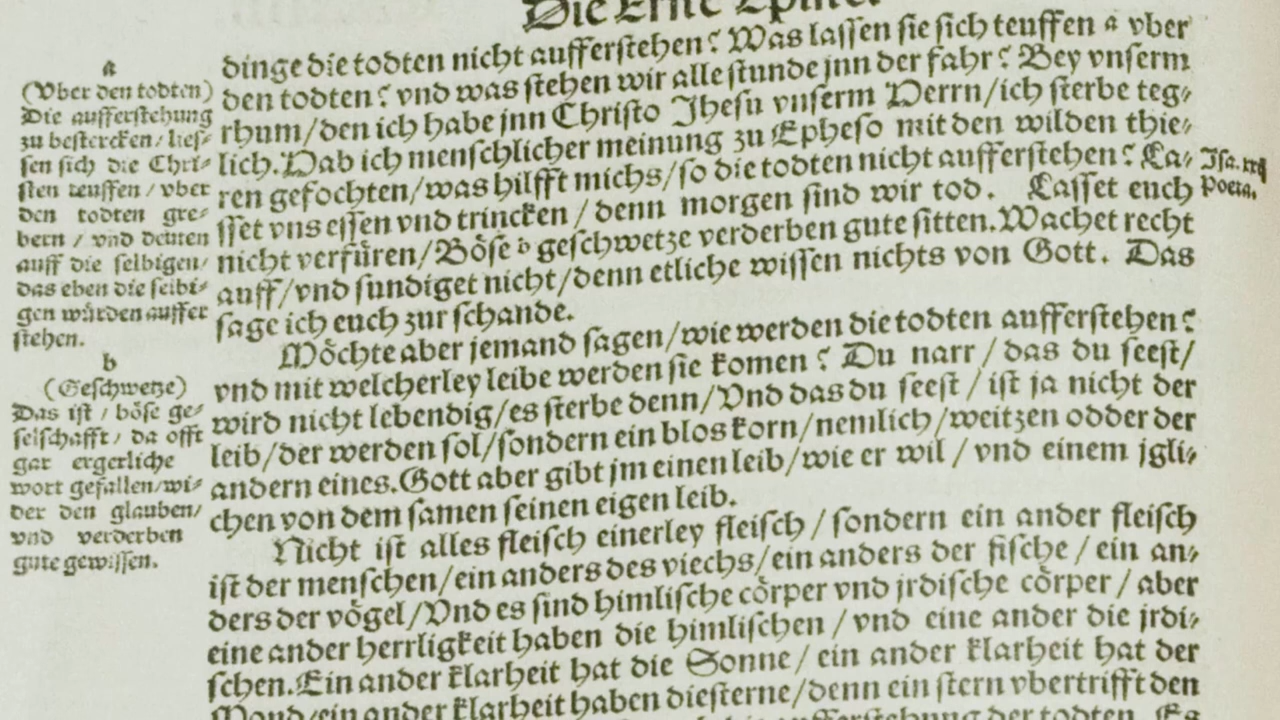 Die Erste Epistel
dinge die todten nicht aufferstehen? Was lassen sie sich teuffen a vber
den todten? vnd was stehen wir alle stunde jnn der fahr? Bey vnserm
rhum/den ich habe jnn Christo Jhesu vnserm Herrn/ich sterbe teg-
lich. Hab ich menschlicher meinung zu Epheso mit den wilden thie-
ren gefochten/was hilfft michs/so die todten nicht aufferstehen? La-
sset vns essen vnd trincken/denn morgen sind wir tod. Lasset euch
nicht verfüren/Böse b geschwetze verderben gute sitten. Wachet recht
auff/vnd sundiget nicht/denn etliche wissen nichts von Gott. Das
sage ich euch zur schande.
Möchte aber jemand sagen/wie werden die todten aufferstehen?
vnd mit welcherley leibe werden sie komen? Du narr/das du seest/
wird nicht lebendig/es sterbe denn/Vnd das du seest/ist ja nicht der
leib/der werden sol/sondern ein blos korn/nemlich/weitzen odder der
andern eines. Gott aber gibt jm einen leib/wie er wil/vnd einem jgli-
chen von dem samen seinen eigen leib.
Nicht ist alles fleisch einerley fleisch/sondern ein ander fleisch
ist der menschen/ein anders des viechs/ein anders der fische/ein an-
ders der vögel/Vnd es sind himlische cörper vnd jrdische cörper/aber
eine ander herrligkeit haben die himlischen/vnd eine ander die jrdi-
schen. Ein ander klarheit hat die Sonne/ein ander klarheit hat der
Mond/ein ander klarheit haben die sterne/denn ein stern vbertrifft den
aufferstehung der todten. Es
a
(Vber den todten)
Die aufferstehung
zu bestercken/lies-
sen sich die Chri-
sten teuffen/vber
den todten gre-
bern/vnd deuten
auff die selbigen/
das eben die selbi-
gen würden auffer
stehen.
b
(Geschwetze)
Das ist/böse ge-
selschafft/da offt
gar ergerliche
wort gefallen/wi-
der den glauben/
vnd verderben
gute gewissen.
Jsa. xxij
Poeta.